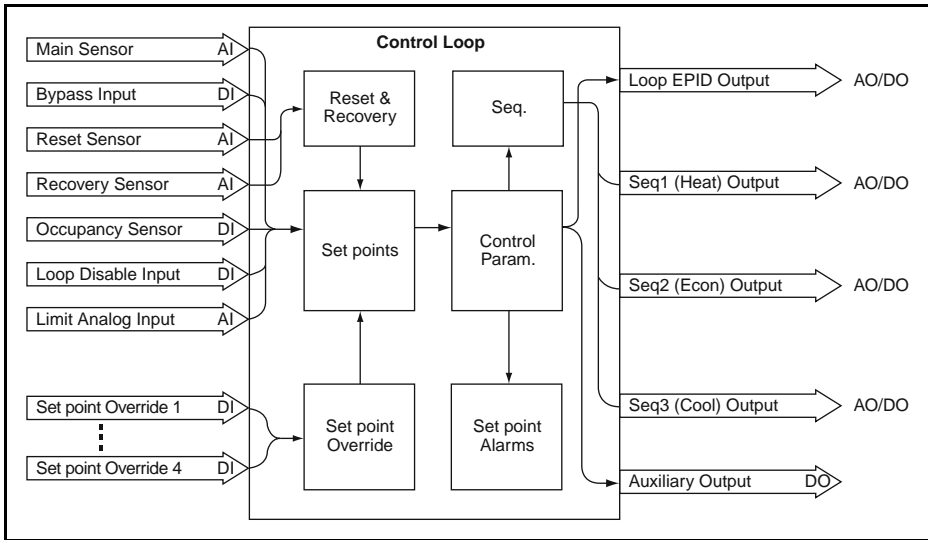 Control Loop
Main Sensor AI
Bypass Input DI
Reset Sensor AI
Recovery Sensor AI
Occupancy Sensor DI
Loop Disable Input DI
Limit Analog Input AI
Set point Override 1 DI
Set point Override 4 DI
Reset &
Recovery
Seq.
Set points
Control
Param.
Set point
Override
Set point
Alarms
Loop EPID Output AO/DO
Seq1 (Heat) Output AO/DO
Seq2 (Econ) Output AO/DO
Seq3 (Cool) Output AO/DO
Auxiliary Output DO